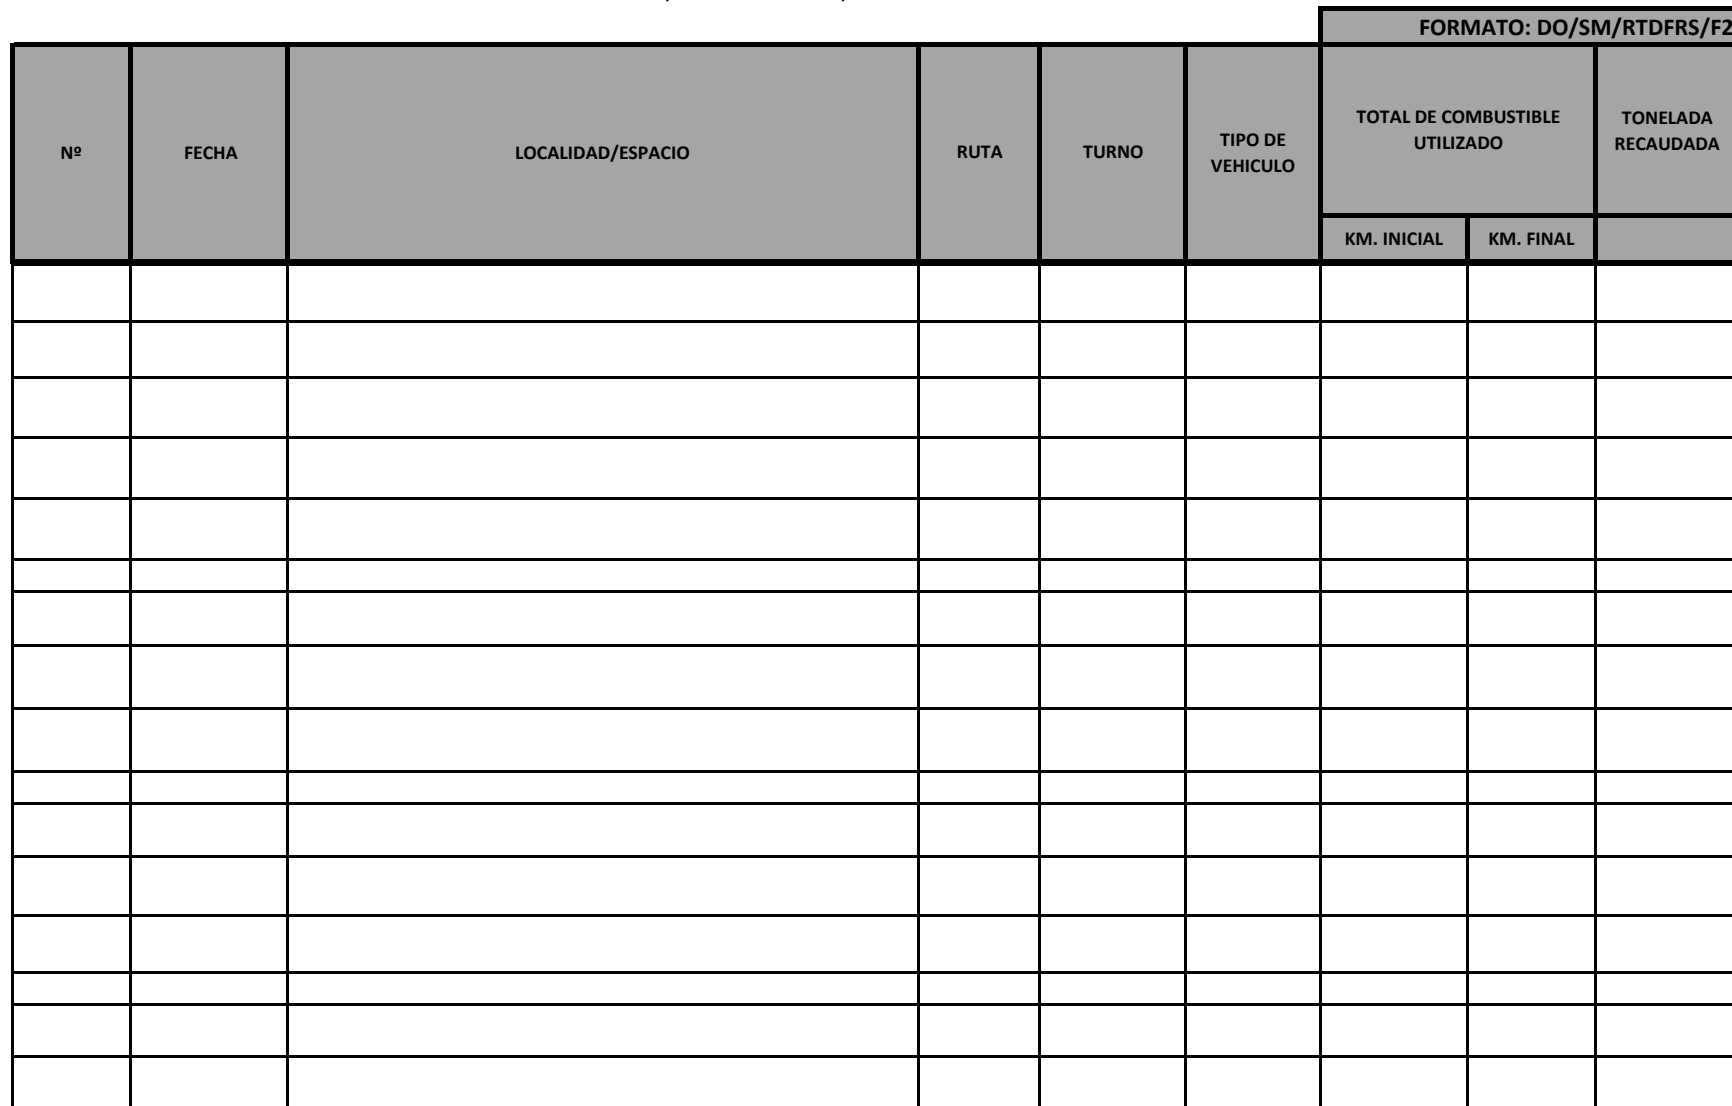 FORMATO: DO/SM/RTDFRS/F2
Nº
FECHA
LOCALIDAD/ESPACIO
RUTA
TURNO
TIPO DE
VEHICULO
TOTAL DE COMBUSTIBLE
UTILIZADO
TONELADA
RECAUDADA
KM. INICIAL
KM. FINAL